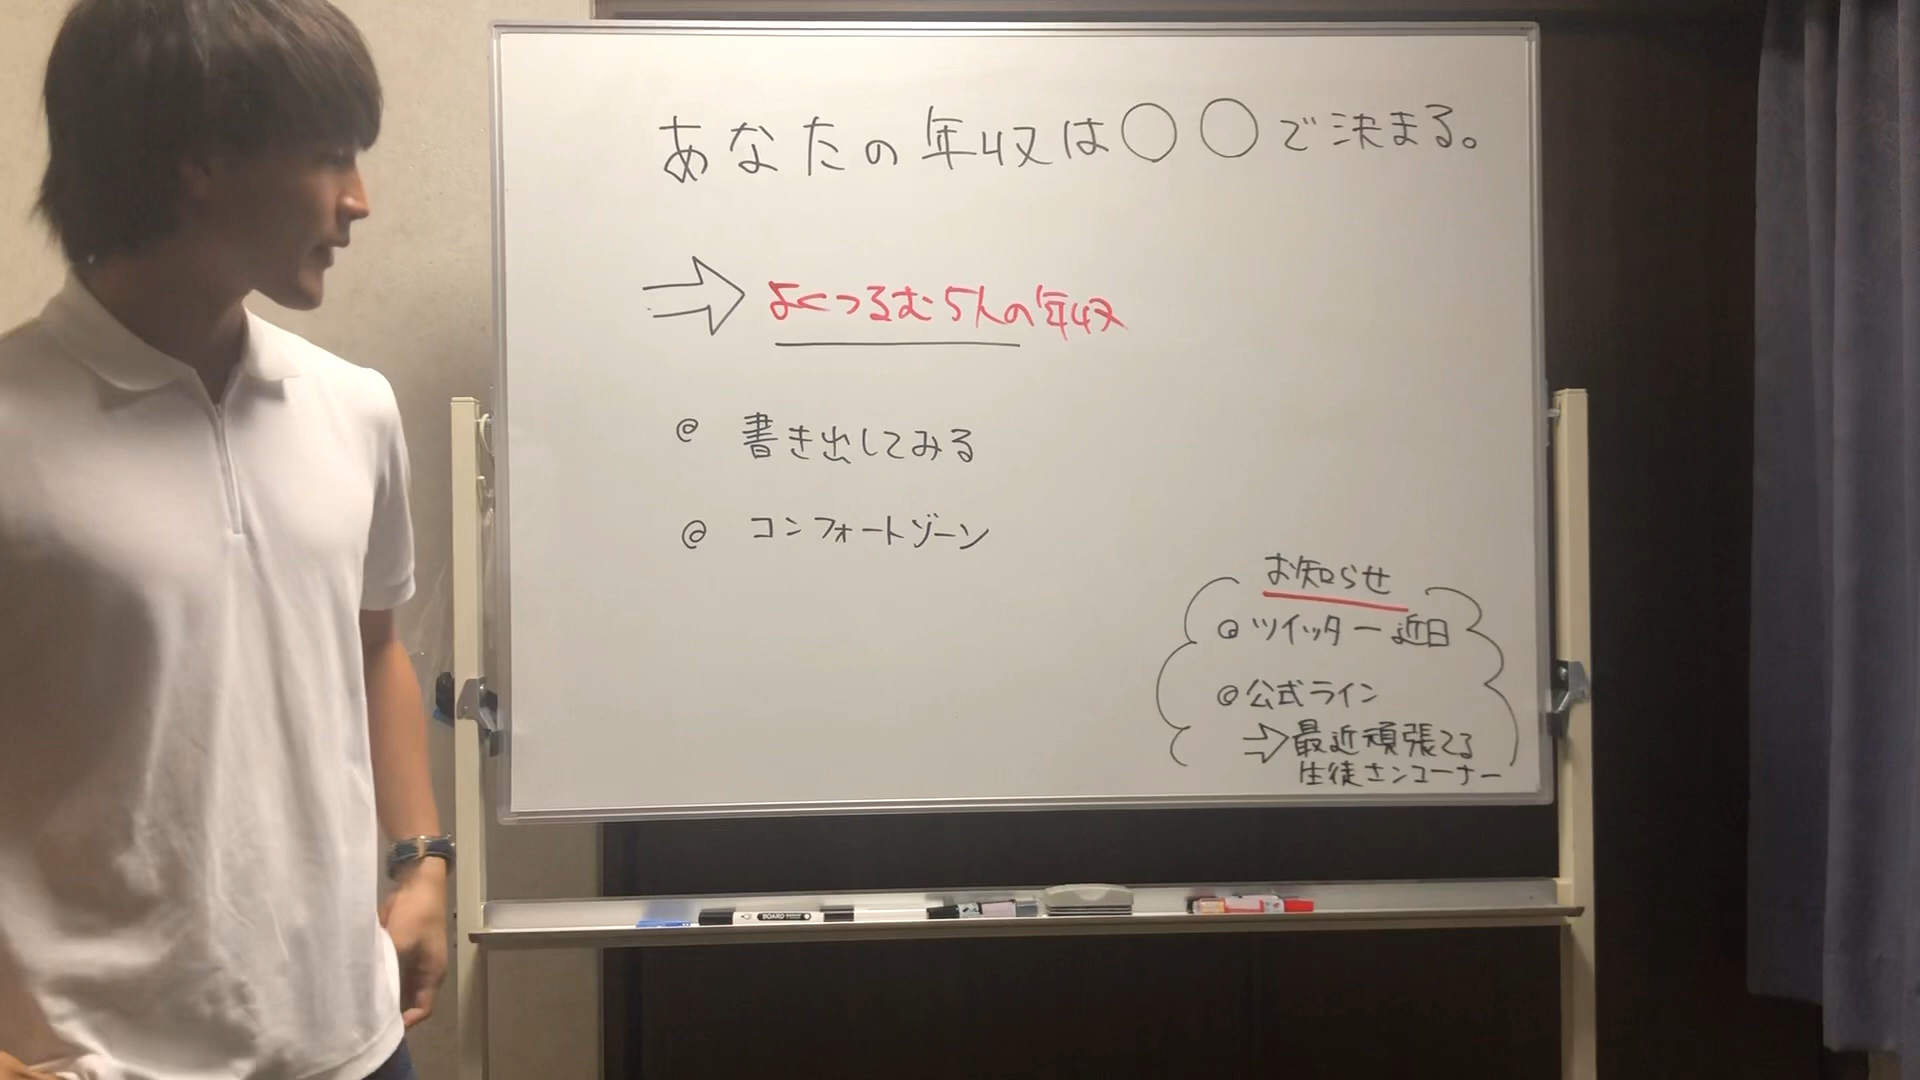 あなたの年収は〇〇で決まる。
⇨ よくつるむ5人の年収
@ 書き出してみる
@ コンフォートゾーン
お知らせ
@ ツイッター 近日
@ 公式ライン
⇨最近頑張てる
生徒さんコーナー
BOARD